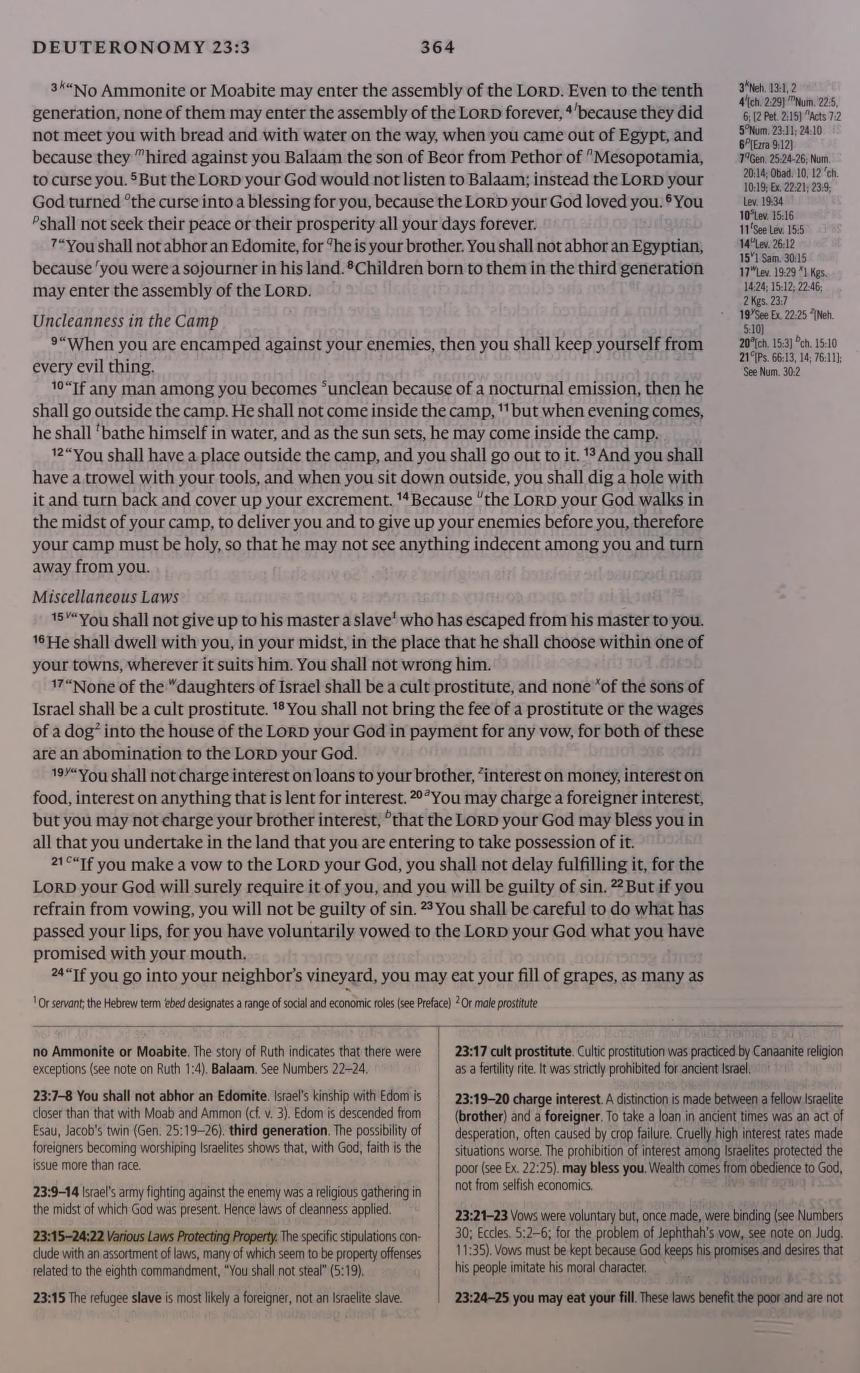 DEUTERONOMY 23:3
364
3 k“No Ammonite or Moabite may enter the assembly of the LORD. Even to the tenth
generation, none of them may enter the assembly of the LORD forever, 4 l because they did
not meet you with bread and with water on the way, when you came out of Egypt, and
because they m hired against you Balaam the son of Beor from Pethor of n Mesopotamia,
to curse you. 5 But the LORD your God would not listen to Balaam; instead the LORD your
God turned o the curse into a blessing for you, because the LORD your God loved you. 6 You
p shall not seek their peace or their prosperity all your days forever.
7 “You shall not abhor an Edomite, for q he is your brother. You shall not abhor an Egyptian,
because r you were a sojourner in his land. 8 Children born to them in the third generation
may enter the assembly of the LORD.
Uncleanness in the Camp
9 “When you are encamped against your enemies, then you shall keep yourself from
every evil thing.
10 “If any man among you becomes s unclean because of a nocturnal emission, then he
shall go outside the camp. He shall not come inside the camp, 11 but when evening comes,
he shall t bathe himself in water, and as the sun sets, he may come inside the camp.
12 “You shall have a place outside the camp, and you shall go out to it. 13 And you shall
have a trowel with your tools, and when you sit down outside, you shall dig a hole with
it and turn back and cover up your excrement. 14 Because u the LORD your God walks in
the midst of your camp, to deliver you and to give up your enemies before you, therefore
your camp must be holy, so that he may not see anything indecent among you and turn
away from you.
Miscellaneous Laws
15 v “You shall not give up to his master a slave 1 who has escaped from his master to you.
16 He shall dwell with you, in your midst, in the place that he shall choose within one of
your towns, wherever it suits him. You shall not wrong him.
17 “None of the w daughters of Israel shall be a cult prostitute, and none x of the sons of
Israel shall be a cult prostitute. 18 You shall not bring the fee of a prostitute or the wages
of a dog 2 into the house of the LORD your God in payment for any vow, for both of these
are an abomination to the LORD your God.
19 y “You shall not charge interest on loans to your brother, z interest on money, interest on
food, interest on anything that is lent for interest. 20 a You may charge a foreigner interest,
but you may not charge your brother interest, b that the LORD your God may bless you in
all that you undertake in the land that you are entering to take possession of it.
21 c “If you make a vow to the LORD your God, you shall not delay fulfilling it, for the
LORD your God will surely require it of you, and you will be guilty of sin. 22 But if you
refrain from vowing, you will not be guilty of sin. 23 You shall be careful to do what has
passed your lips, for you have voluntarily vowed to the LORD your God what you have
promised with your mouth.
24 “If you go into your neighbor’s vineyard, you may eat your fill of grapes, as many as
1 Or servant; the Hebrew term ‘ebed designates a range of social and economic roles (see Preface) 2 Or male prostitute
3 k Neh. 13:1, 2
4 l [ch. 2:29] m Num. 22:5,
6; [2 Pet. 2:15] n Acts 7:2
5 o Num. 23:11; 24:10
6 p [Ezra 9:12]
7 q Gen. 25:24-26; Num.
20:14; Obad. 10, 12 r ch.
10:19; Ex. 22:21; 23:9;
Lev. 19:34
10 s Lev. 15:16
11 t See Lev. 15:5
14 u Lev. 26:12
15 v 1 Sam. 30:15
17 w Lev. 19:29 x 1 Kgs.
14:24; 15:12; 22:46;
2 Kgs. 23:7
19 y See Ex. 22:25 z [Neh.
5:10]
20 a [ch. 15:3] b ch. 15:10
21 c [Ps. 66:13, 14; 76:11];
See Num. 30:2
no Ammonite or Moabite. The story of Ruth indicates that there were
exceptions (see note on Ruth 1:4). Balaam. See Numbers 22–24.
23:7–8 You shall not abhor an Edomite. Israel’s kinship with Edom is
closer than that with Moab and Ammon (cf. v. 3). Edom is descended from
Esau, Jacob’s twin (Gen. 25:19–26). third generation. The possibility of
foreigners becoming worshiping Israelites shows that, with God, faith is the
issue more than race.
23:9–14 Israel’s army fighting against the enemy was a religious gathering in
the midst of which God was present. Hence laws of cleanness applied.
23:15–24:22 Various Laws Protecting Property. The specific stipulations con-
clude with an assortment of laws, many of which seem to be property offenses
related to the eighth commandment, “You shall not steal” (5:19).
23:15 The refugee slave is most likely a foreigner, not an Israelite slave.
23:17 cult prostitute. Cultic prostitution was practiced by Canaanite religion
as a fertility rite. It was strictly prohibited for ancient Israel.
23:19–20 charge interest. A distinction is made between a fellow Israelite
(brother) and a foreigner. To take a loan in ancient times was an act of
desperation, often caused by crop failure. Cruelly high interest rates made
situations worse. The prohibition of interest among Israelites protected the
poor (see Ex. 22:25). may bless you. Wealth comes from obedience to God,
not from selfish economics.
23:21–23 Vows were voluntary but, once made, were binding (see Numbers
30; Eccles. 5:2–6; for the problem of Jephthah’s vow, see note on Judg.
11:35). Vows must be kept because God keeps his promises and desires that
his people imitate his moral character.
23:24–25 you may eat your fill. These laws benefit the poor and are not